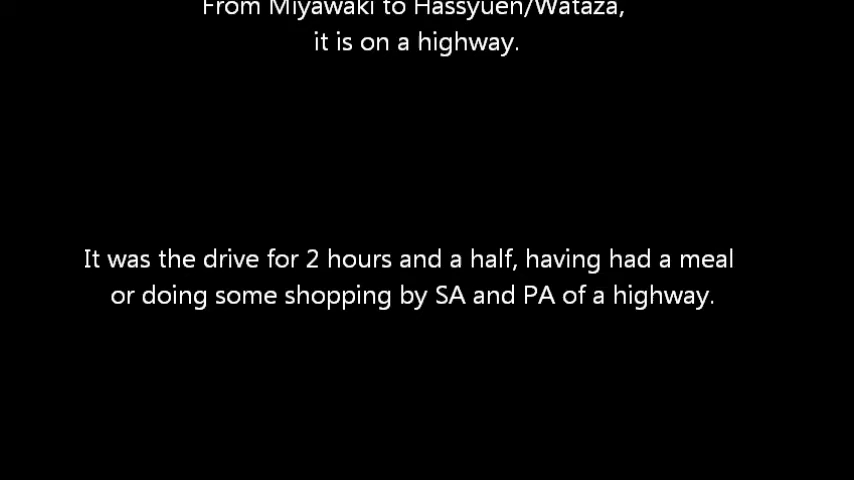 From Miyawaki to Hassyuen/Wataza,
it is on a highway.
It was the drive for 2 hours and a half, having had a meal
or doing some shopping by SA and PA of a highway.